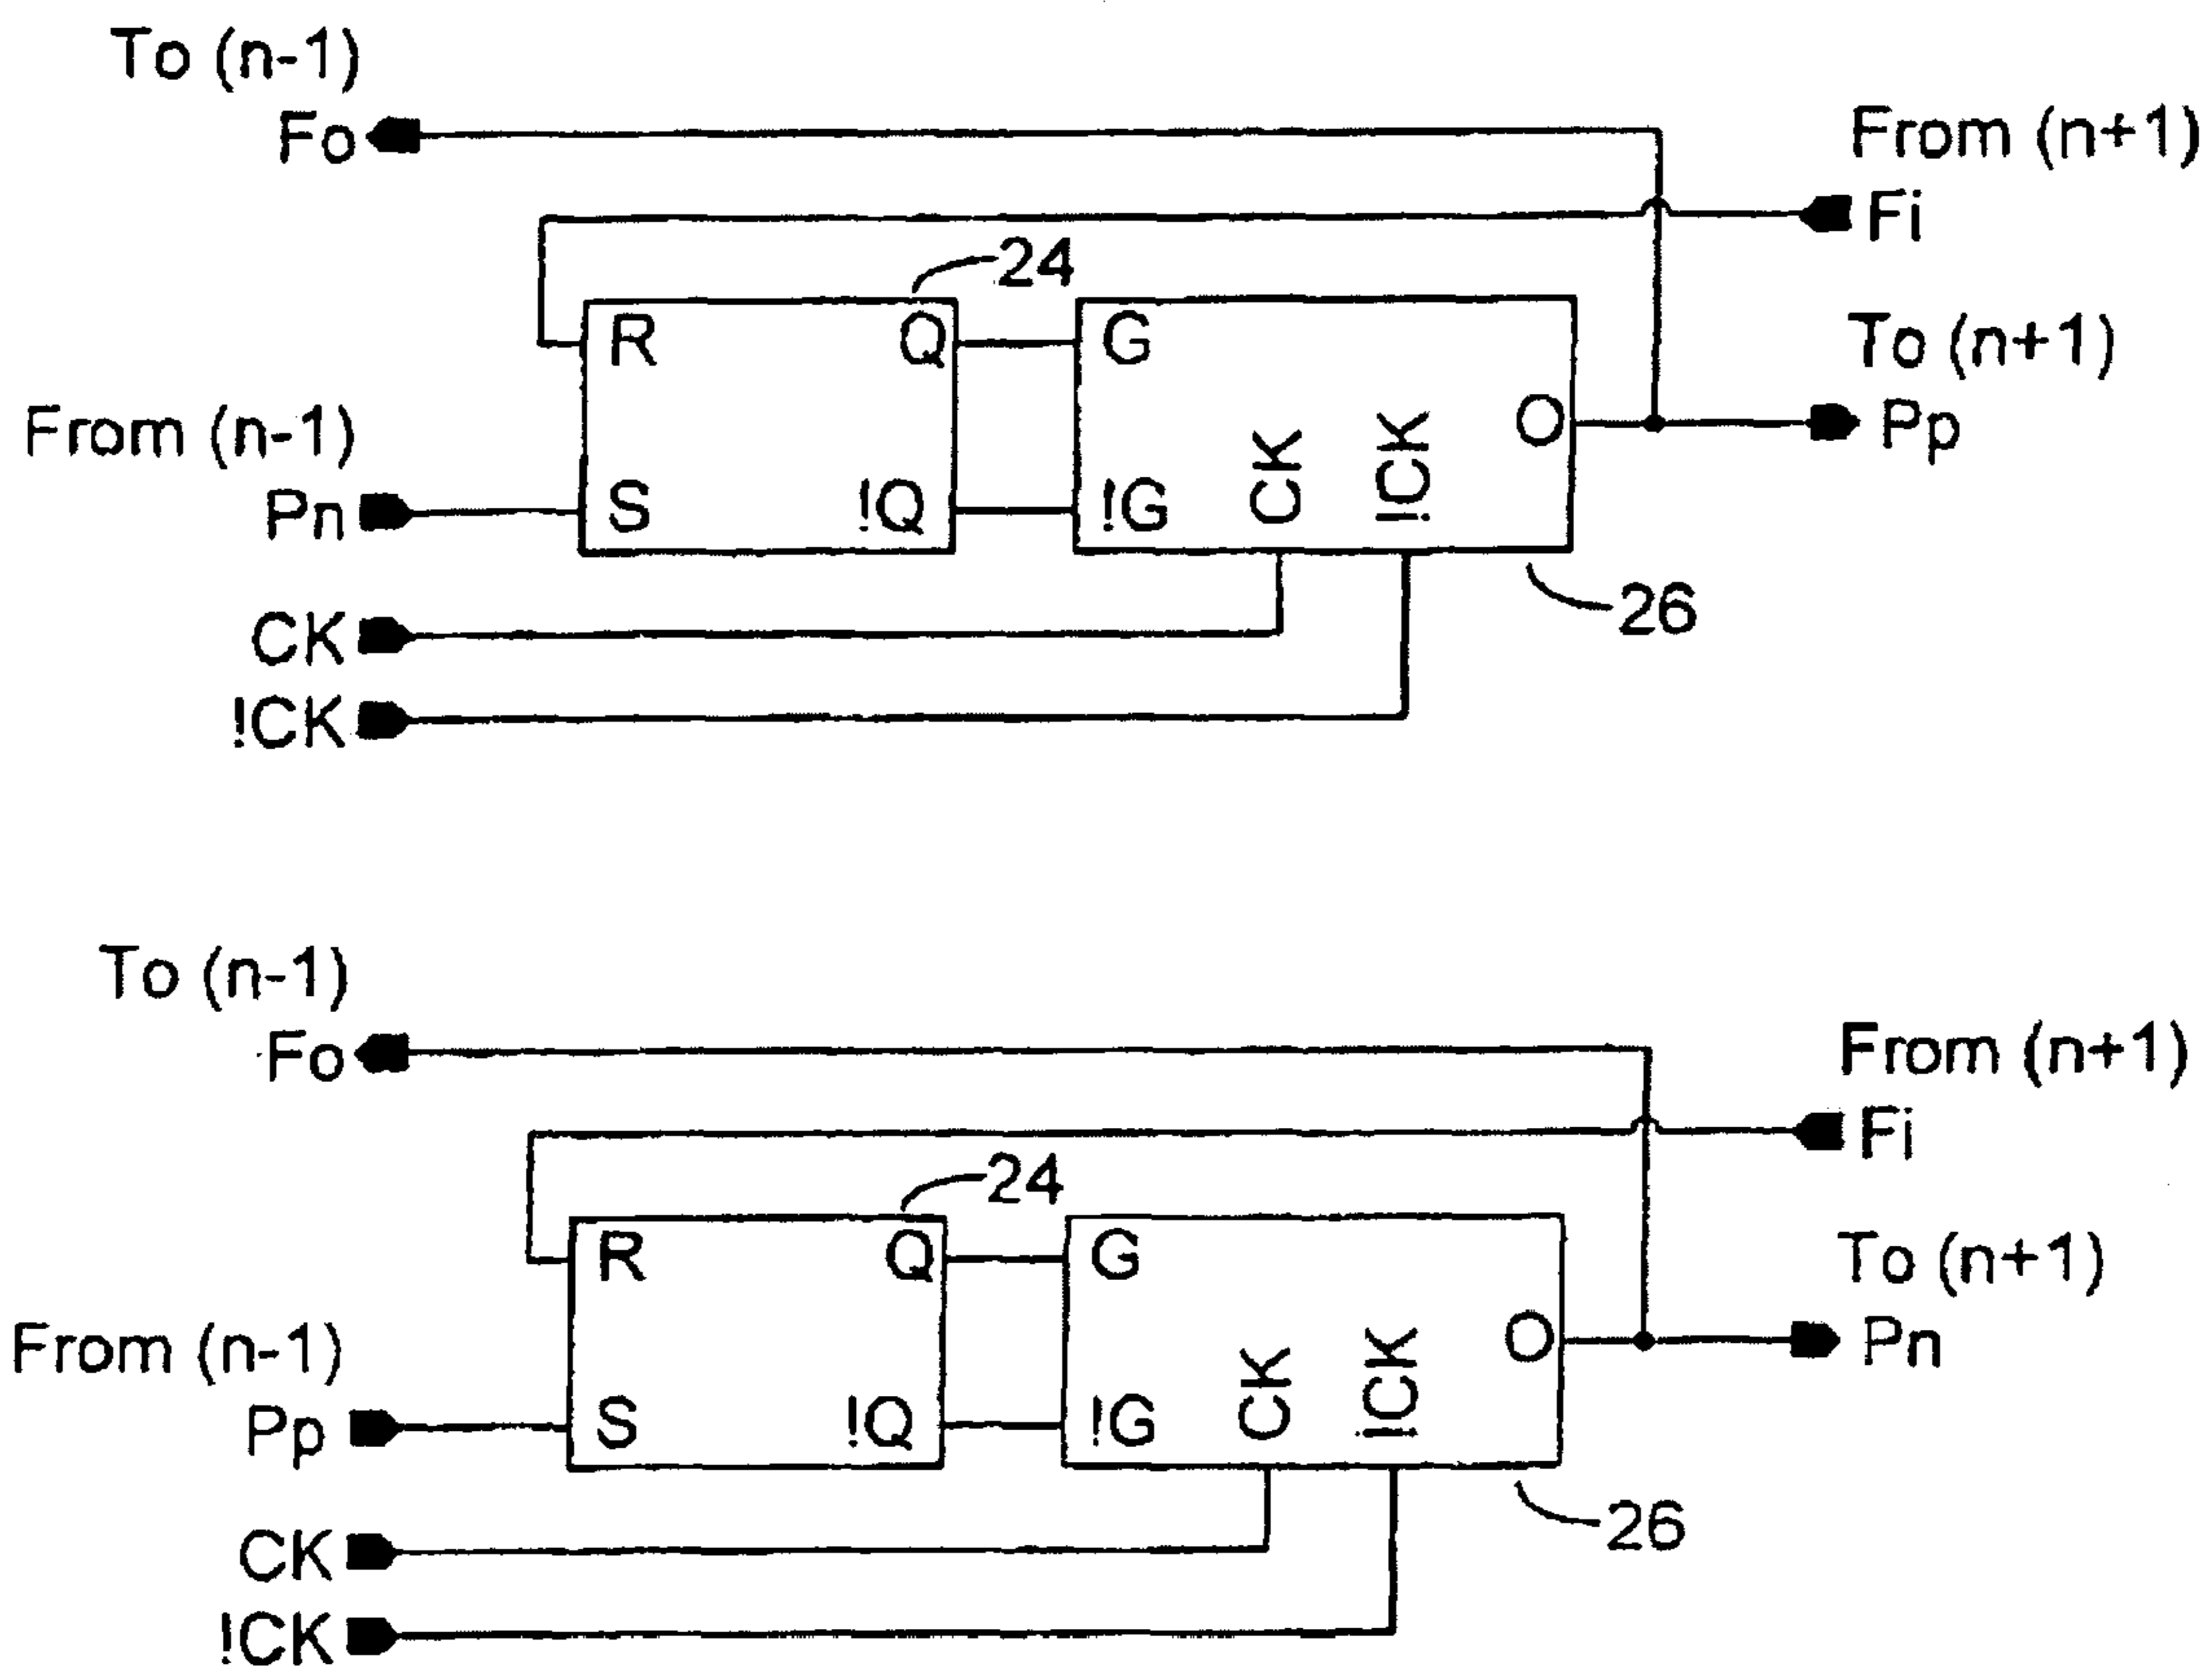 To (n-1)
Fo
From (n+1)
Fi
24
R
Q
G
To (n+1)
O
Pp
From (n-1)
Pn
S
!Q
!G
CK
!CK
26
CK
!CK
To (n-1)
Fo
From (n+1)
Fi
24
R
Q
G
To (n+1)
O
Pn
From (n-1)
Pp
S
!Q
!G
CK
!CK
26
CK
!CK